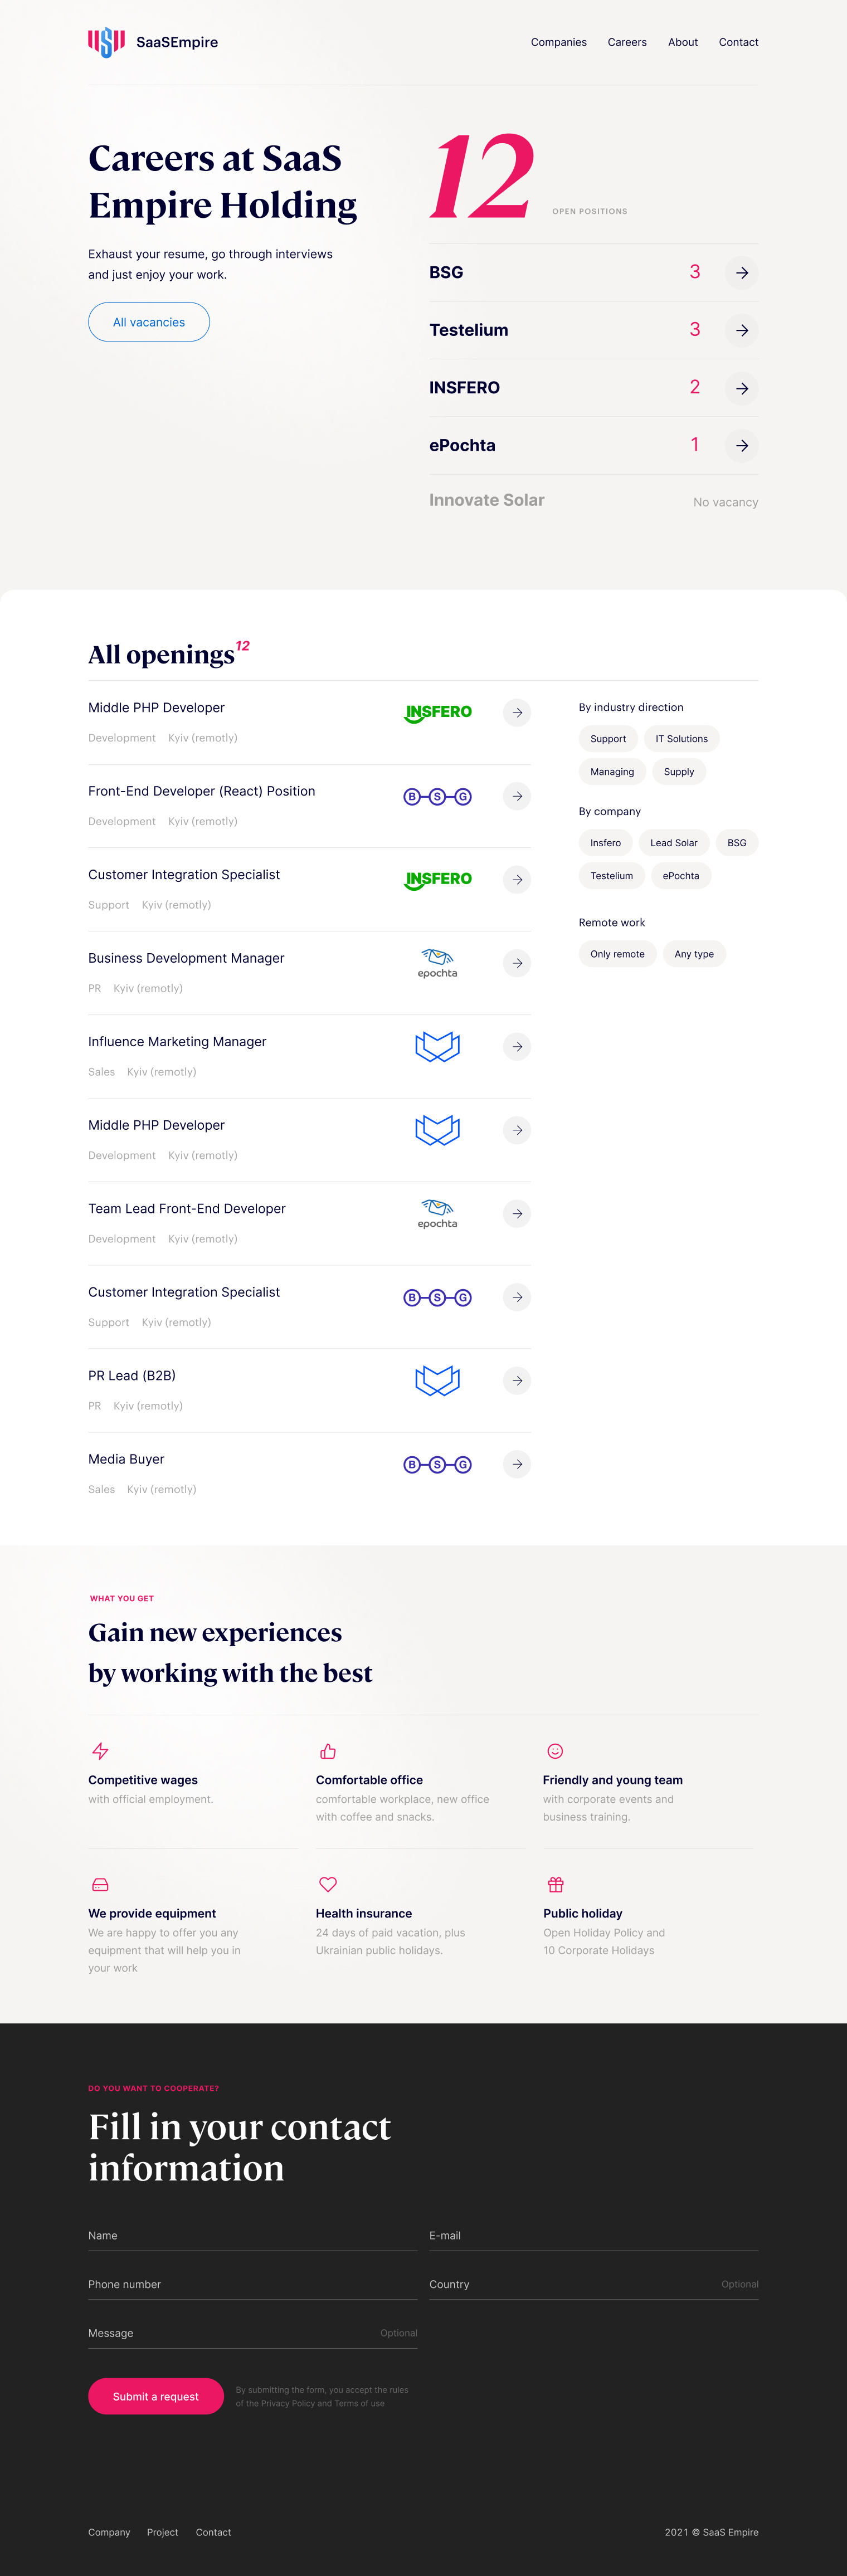 SaaSEmpire
Companies Careers About Contact
Careers at SaaS
Empire Holding
Exhaust your resume, go through interviews
and just enjoy your work.
All vacancies
12 OPEN POSITIONS
BSG 3
Testelium 3
INSFERO 2
ePochta 1
Innovate Solar No vacancy
All openings 12
Middle PHP Developer
Development Kyiv (remotly)
INSFERO
Front-End Developer (React) Position
Development Kyiv (remotly)
B S G
Customer Integration Specialist
Support Kyiv (remotly)
INSFERO
Business Development Manager
PR Kyiv (remotly)
epochta
Influence Marketing Manager
Sales Kyiv (remotly)
Middle PHP Developer
Development Kyiv (remotly)
Team Lead Front-End Developer
Development Kyiv (remotly)
epochta
Customer Integration Specialist
Support Kyiv (remotly)
B S G
PR Lead (B2B)
PR Kyiv (remotly)
Media Buyer
Sales Kyiv (remotly)
B S G
By industry direction
Support IT Solutions
Managing Supply
By company
Insfero Lead Solar BSG
Testelium ePochta
Remote work
Only remote Any type
WHAT YOU GET
Gain new experiences
by working with the best
Competitive wages
with official employment.
Comfortable office
comfortable workplace, new office
with coffee and snacks.
Friendly and young team
with corporate events and
business training.
We provide equipment
We are happy to offer you any
equipment that will help you in
your work
Health insurance
24 days of paid vacation, plus
Ukrainian public holidays.
Public holiday
Open Holiday Policy and
10 Corporate Holidays
DO YOU WANT TO COOPERATE?
Fill in your contact
information
Name E-mail
Phone number Country Optional
Message Optional
Submit a request
By submitting the form, you accept the rules
of the Privacy Policy and Terms of use
Company Project Contact
2021 © SaaS Empire